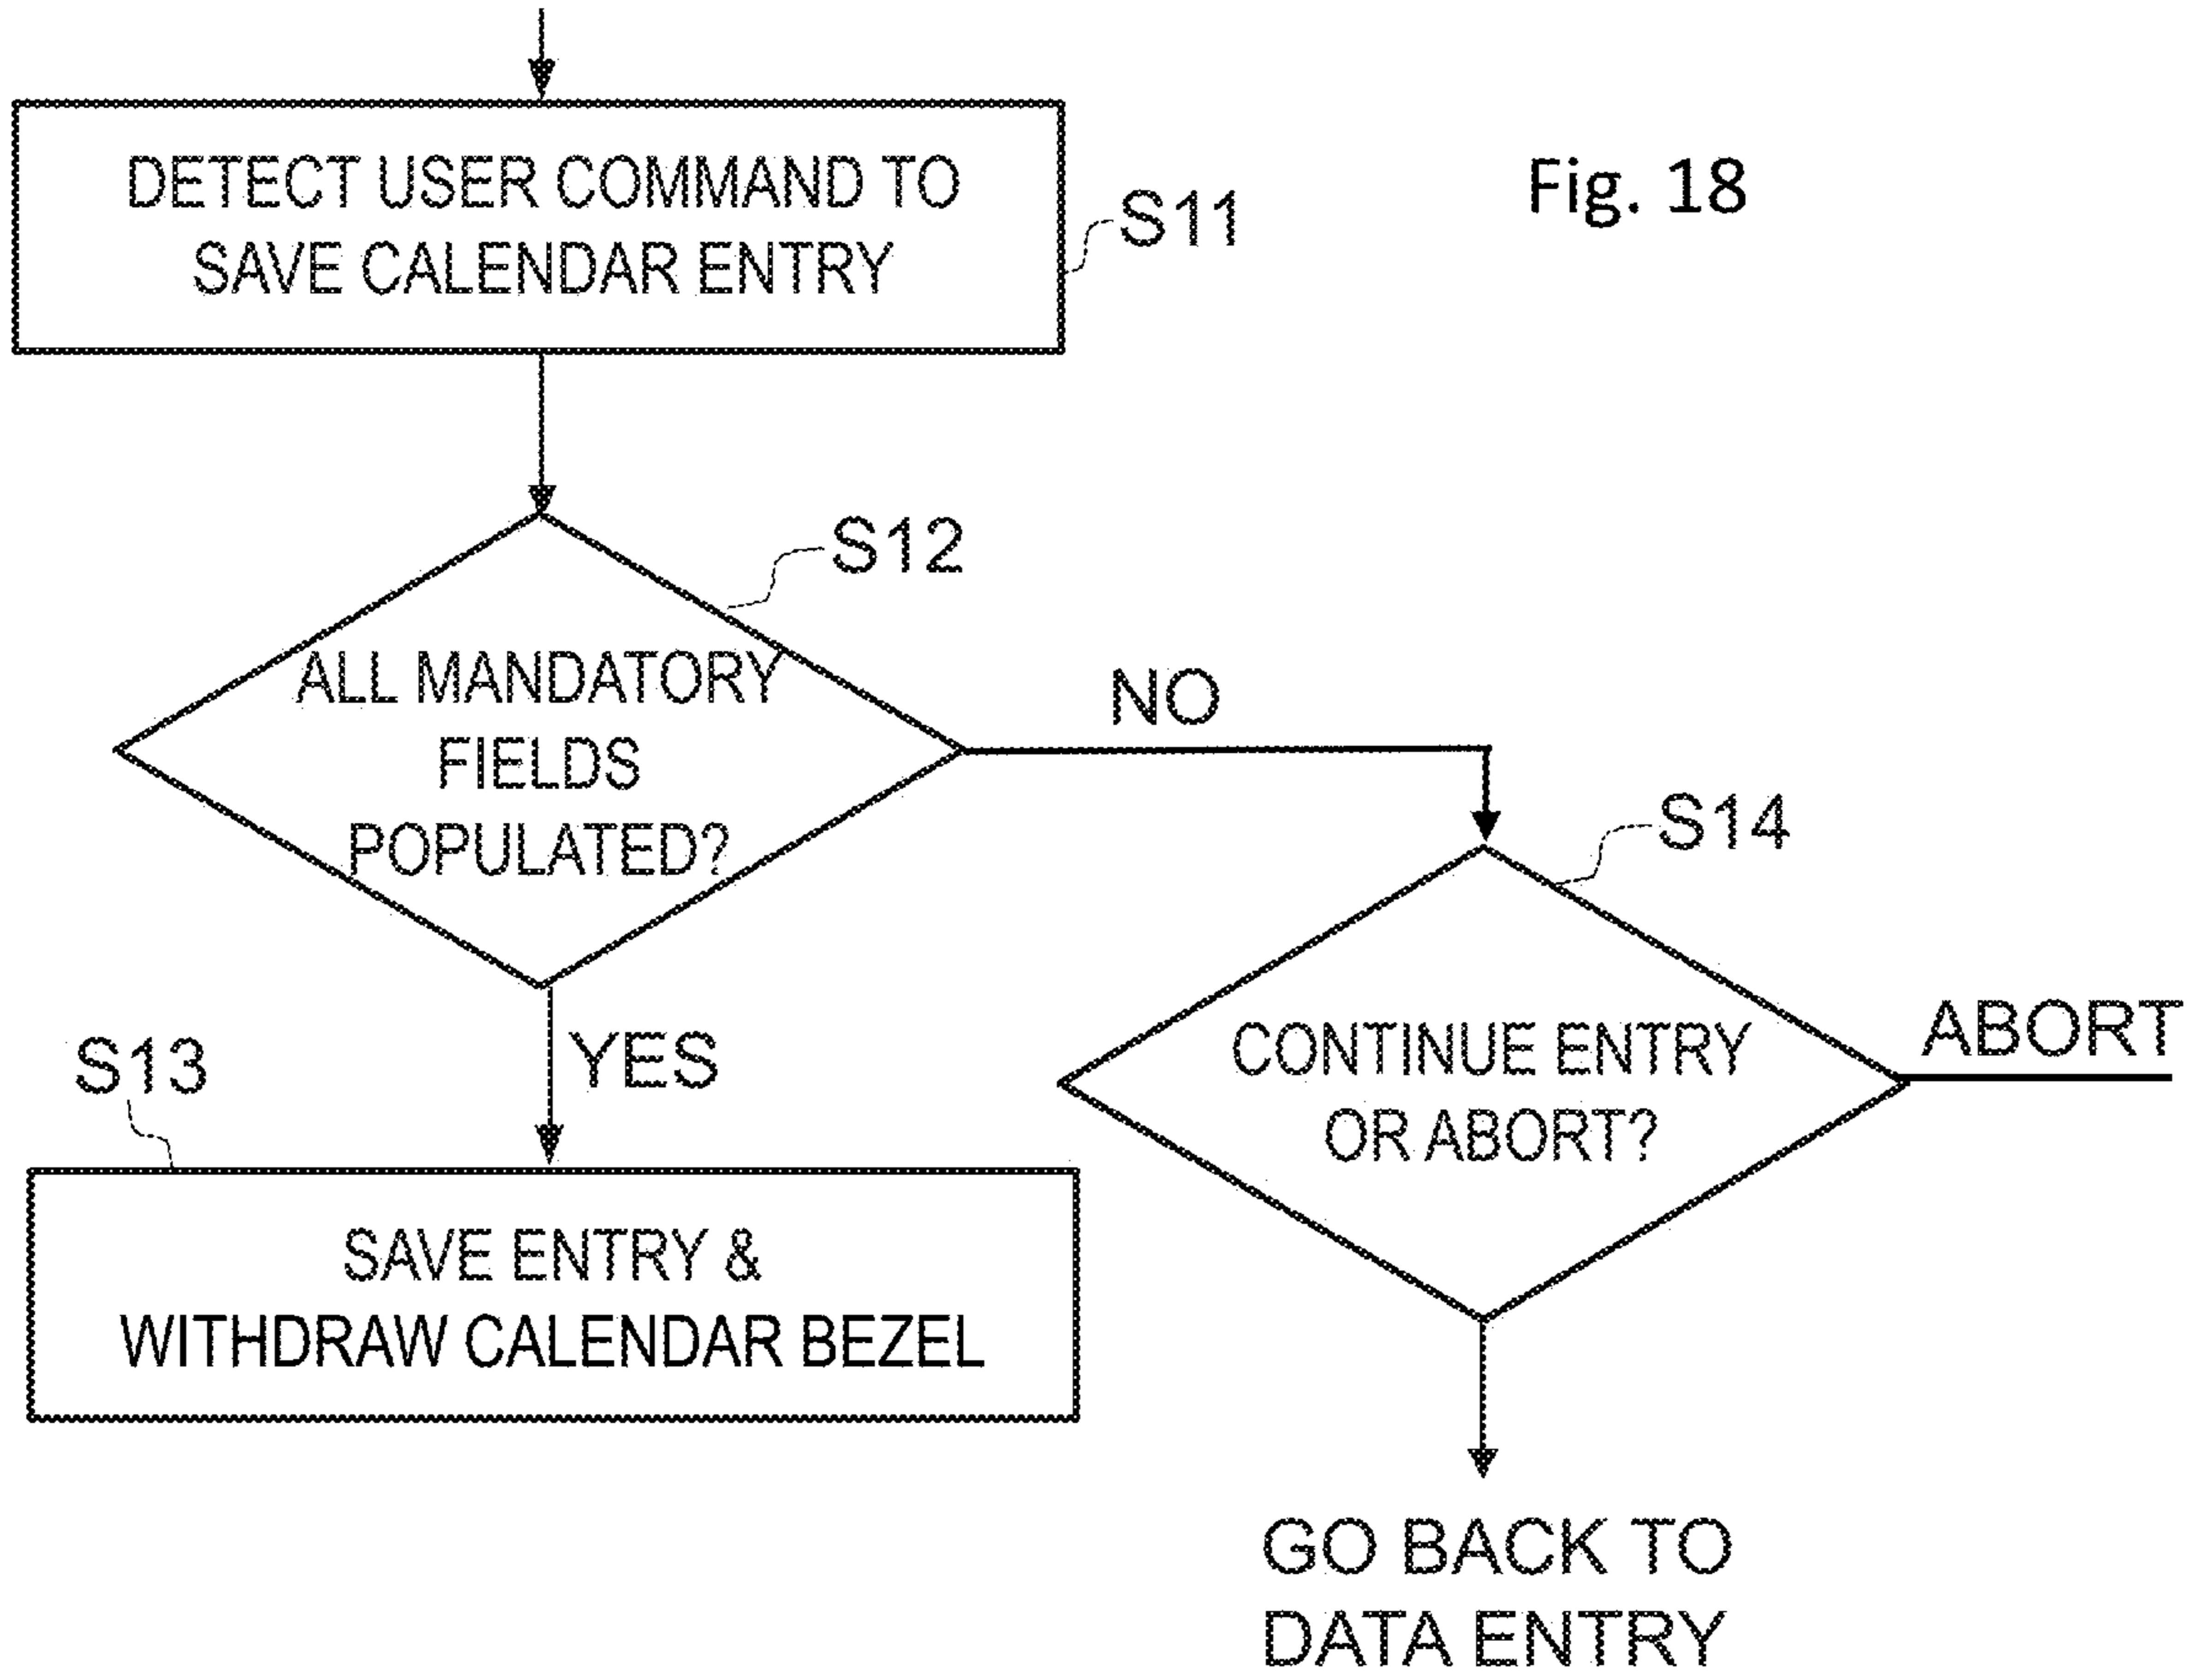 Fig. 18
DETECT USER COMMAND TO
SAVE CALENDAR ENTRY
S11
S12
ALL MANDATORY
FIELDS
POPULATED?
NO
YES
S13
SAVE ENTRY &
WITHDRAW CALENDAR BEZEL
S14
CONTINUE ENTRY
OR ABORT?
ABORT
GO BACK TO
DATA ENTRY